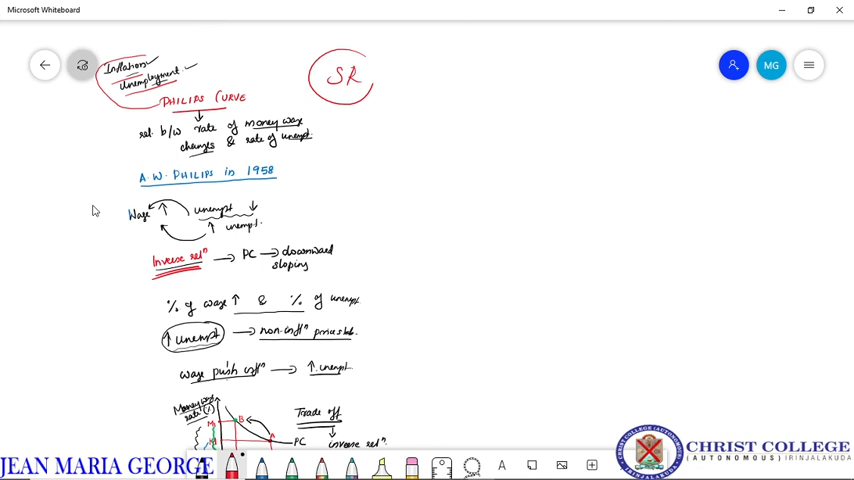 Microsoft Whiteboard
Inflation
Unemployment
SR
MG
PHILIPS CURVE
rel. b/w rate of money wage
changes & rate of unempt.
A.W. PHILIPS in 1958
Wage ↑ unempt ↓
↑ unempt.
Inverse relⁿ → PC → downward
sloping
% of wage ↑ & % of unempt.
↑ unempt → non-inflⁿ price stab.
wage push inflⁿ → ↑ unempt.
Money wage
rate (%)
Trade off
M₁ B
A
PC inverse relⁿ
A
JEAN MARIA GEORGE
CHRIST COLLEGE
(AUTONOMOUS) IRINJALAKUDA